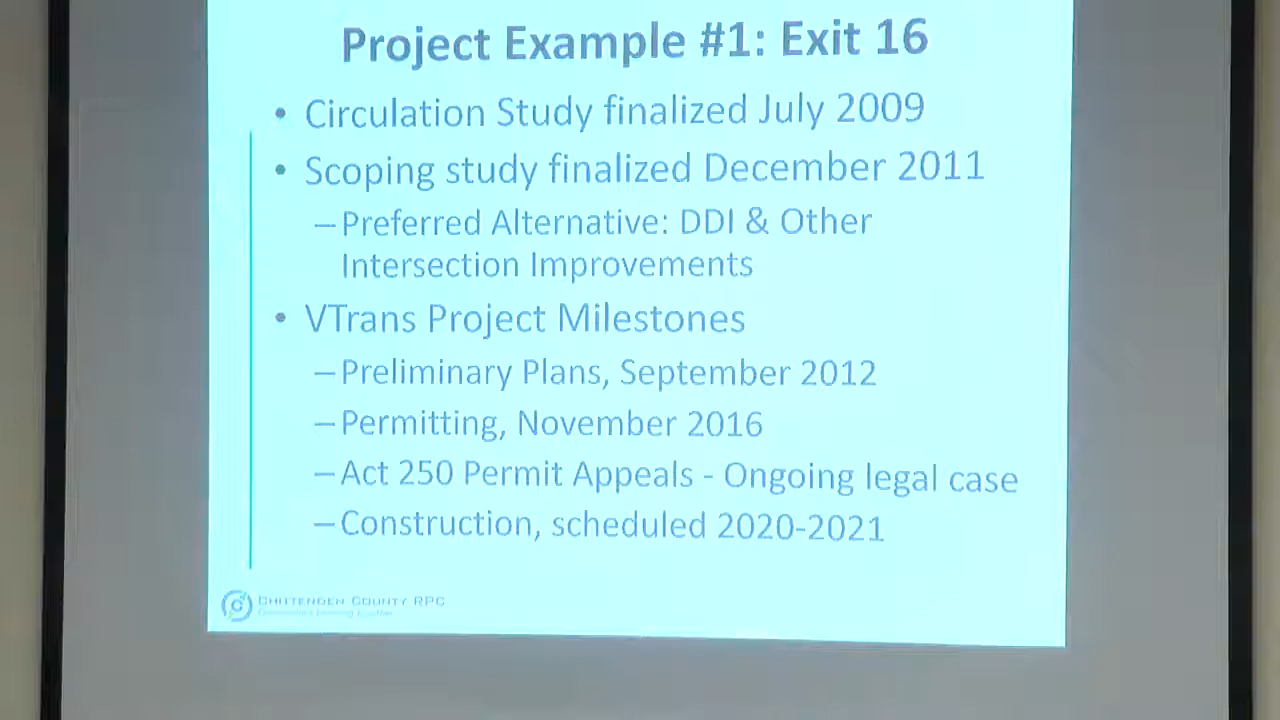 Project Example #1: Exit 16
• Circulation Study finalized July 2009
• Scoping study finalized December 2011
– Preferred Alternative: DDI & Other
Intersection Improvements
• VTrans Project Milestones
– Preliminary Plans, September 2012
– Permitting, November 2016
– Act 250 Permit Appeals - Ongoing legal case
– Construction, scheduled 2020-2021
CHITTENDEN COUNTY RPC